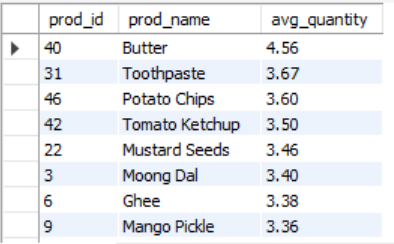 prod_id prod_name avg_quantity
40 Butter 4.56
31 Toothpaste 3.67
46 Potato Chips 3.60
42 Tomato Ketchup 3.50
22 Mustard Seeds 3.46
3 Moong Dal 3.40
6 Ghee 3.38
9 Mango Pickle 3.36